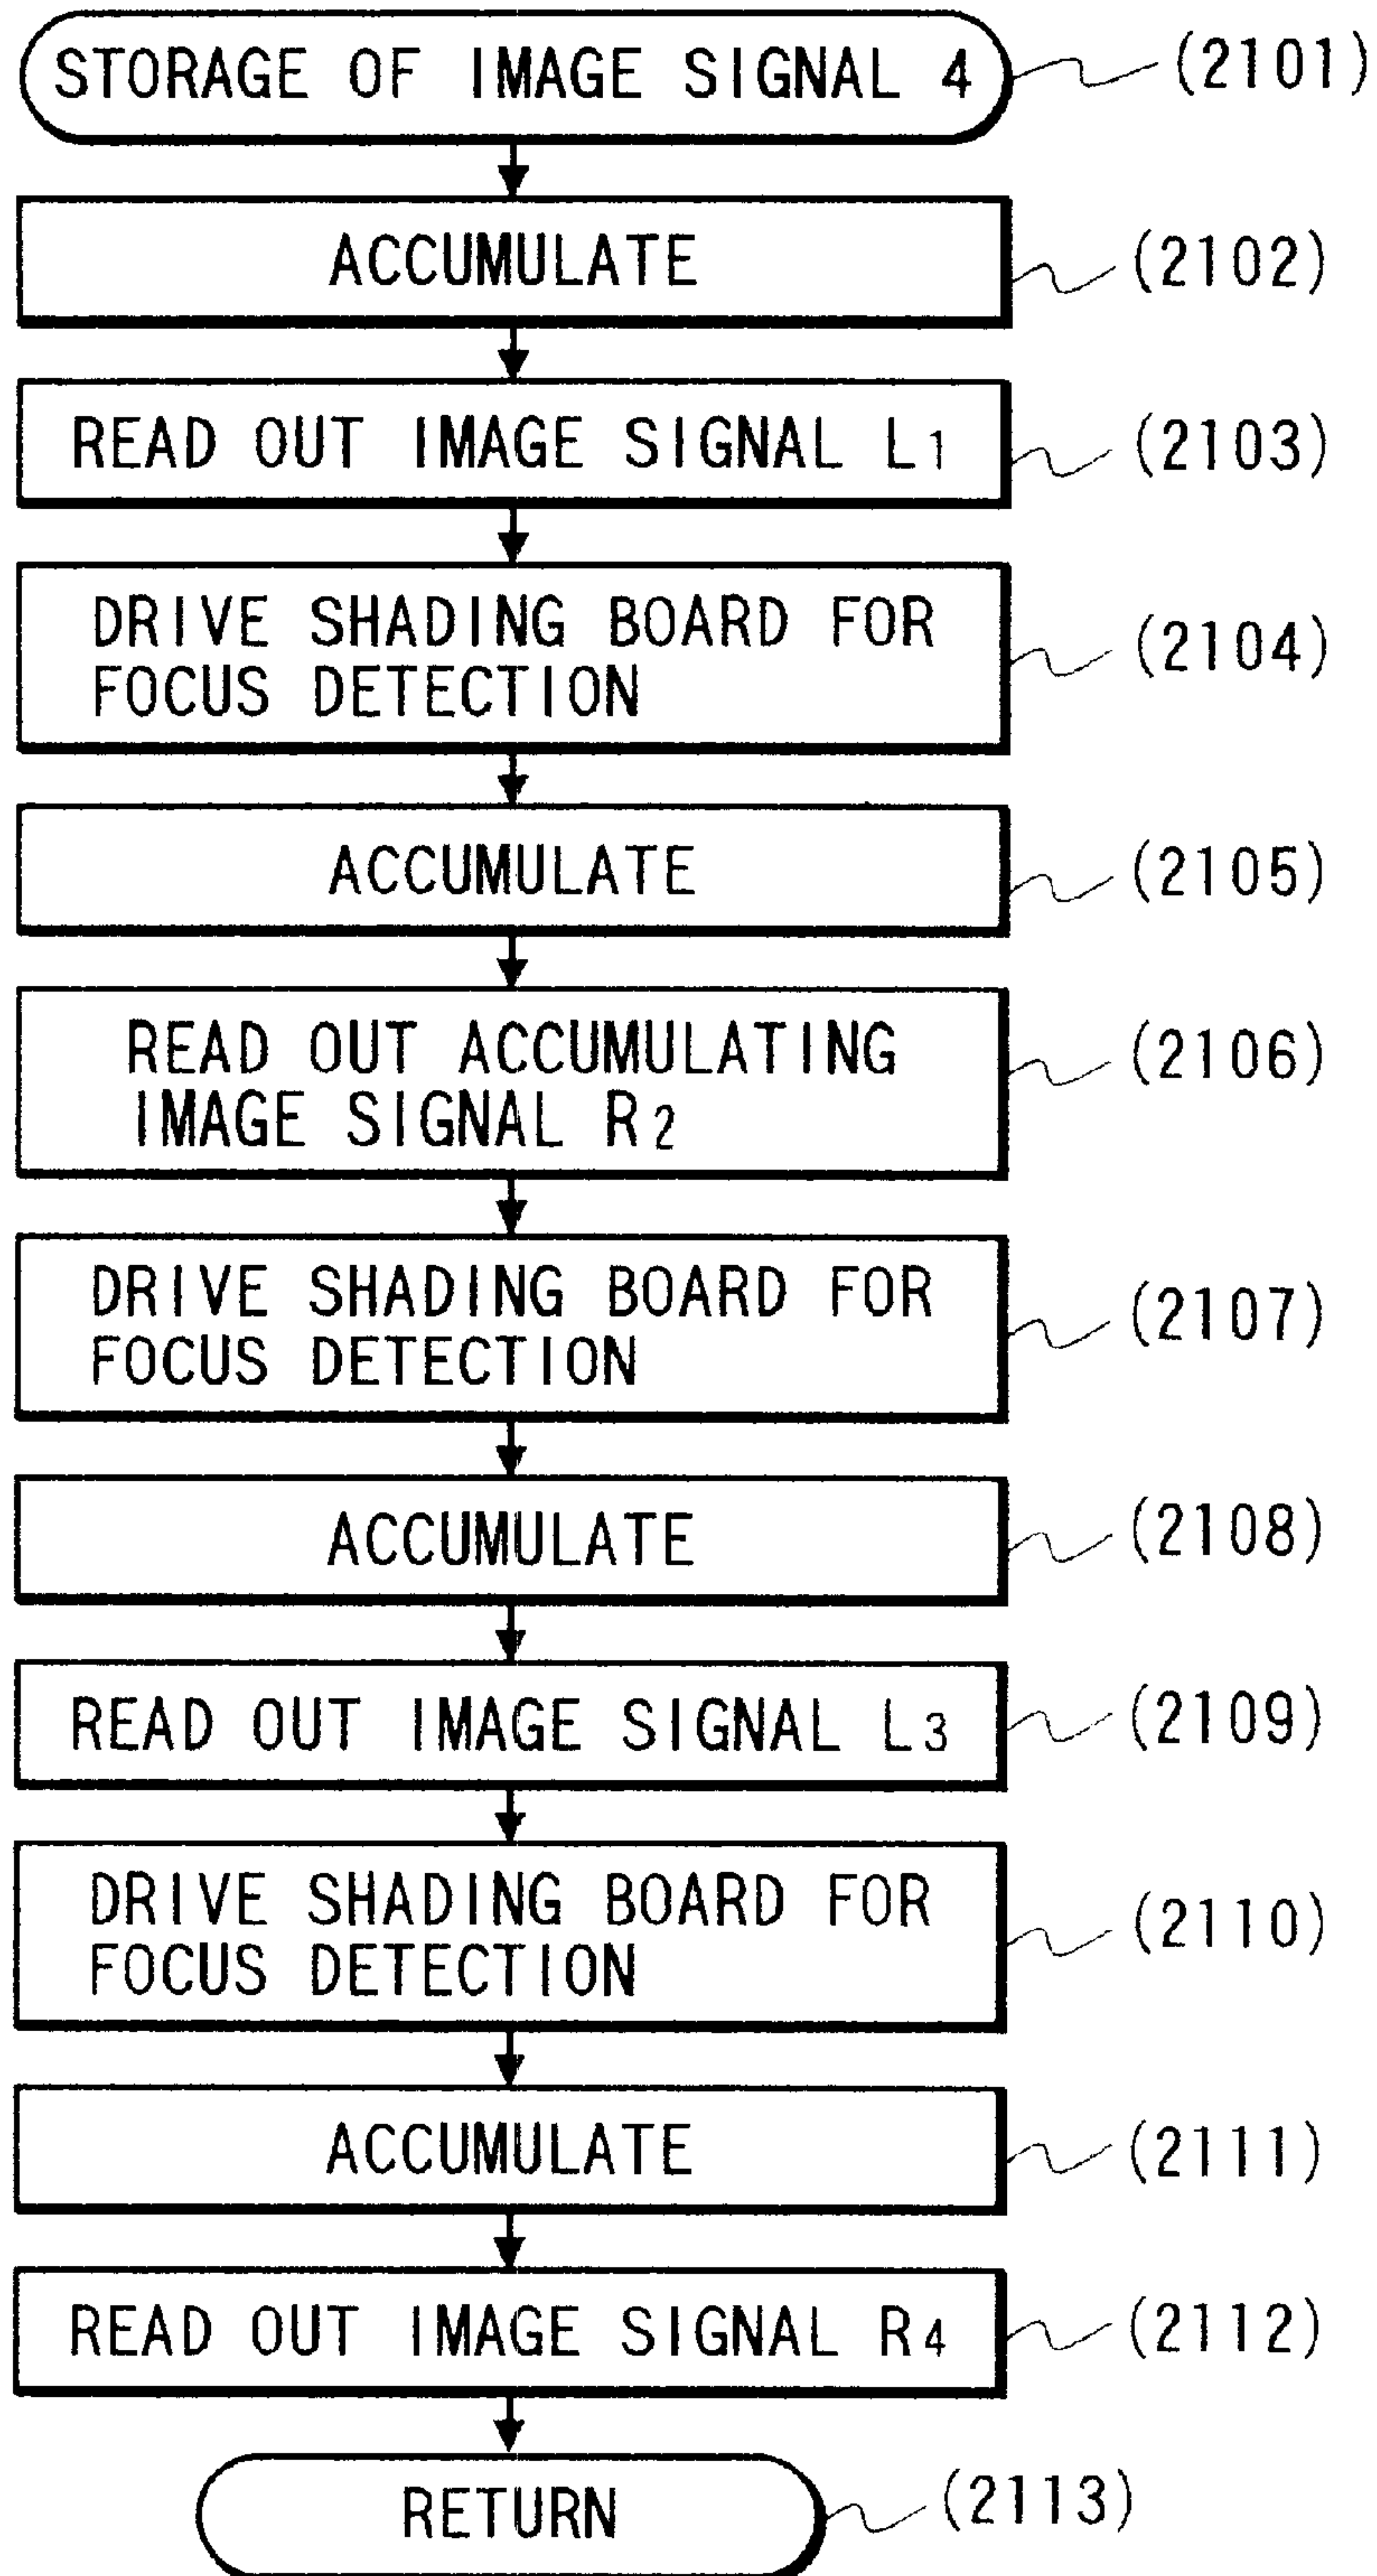 STORAGE OF IMAGE SIGNAL 4 (2101)
ACCUMULATE (2102)
READ OUT IMAGE SIGNAL L1 (2103)
DRIVE SHADING BOARD FOR
FOCUS DETECTION (2104)
ACCUMULATE (2105)
READ OUT ACCUMULATING
IMAGE SIGNAL R2 (2106)
DRIVE SHADING BOARD FOR
FOCUS DETECTION (2107)
ACCUMULATE (2108)
READ OUT IMAGE SIGNAL L3 (2109)
DRIVE SHADING BOARD FOR
FOCUS DETECTION (2110)
ACCUMULATE (2111)
READ OUT IMAGE SIGNAL R4 (2112)
RETURN (2113)